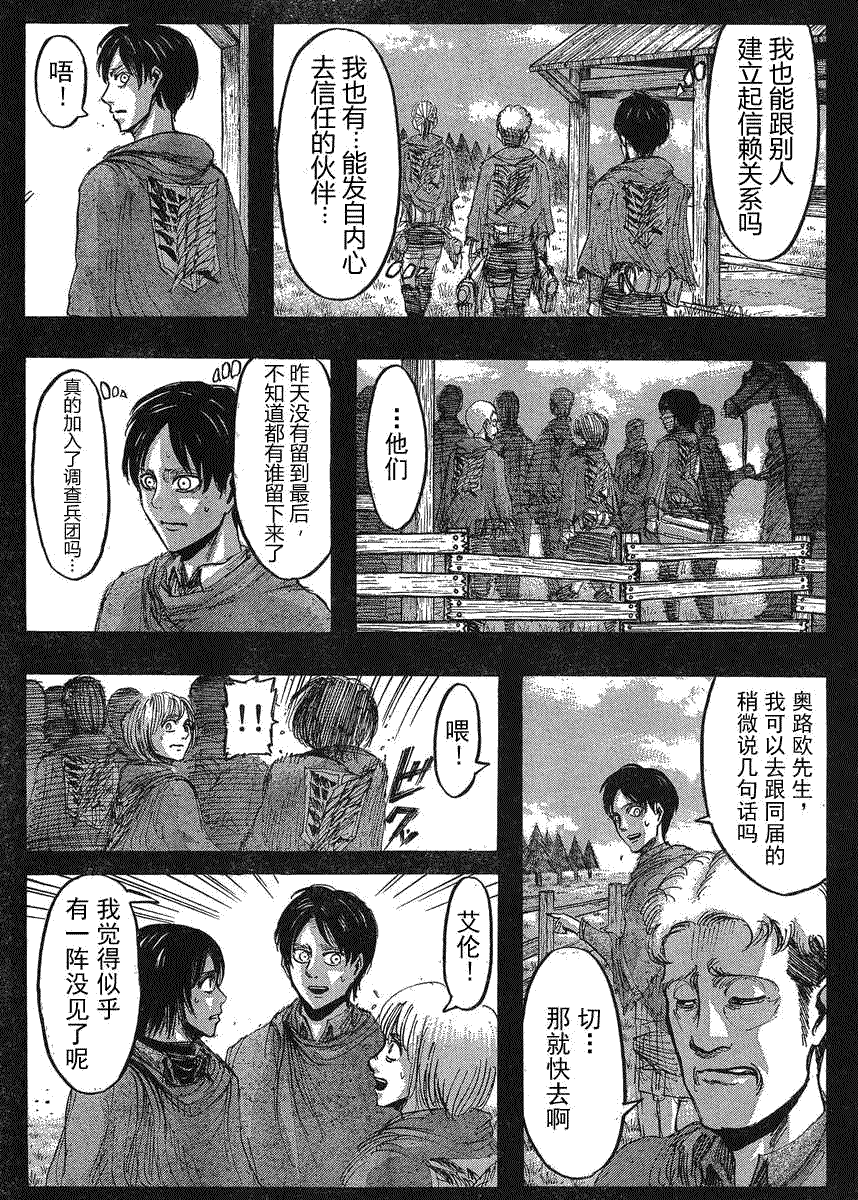 我也能跟别人
建立起信赖关系吗
我也有…能发自内心
去信任的伙伴…
唔！
…他们
昨天没有留到最后，
不知道都有谁留下来了
真的加入了调查兵团吗…
奥路欧先生，
我可以去跟同届的
稍微说几句话吗
切…
那就快去啊
喂！
!!
ビク
艾伦！
我觉得似乎
有一阵没见了呢